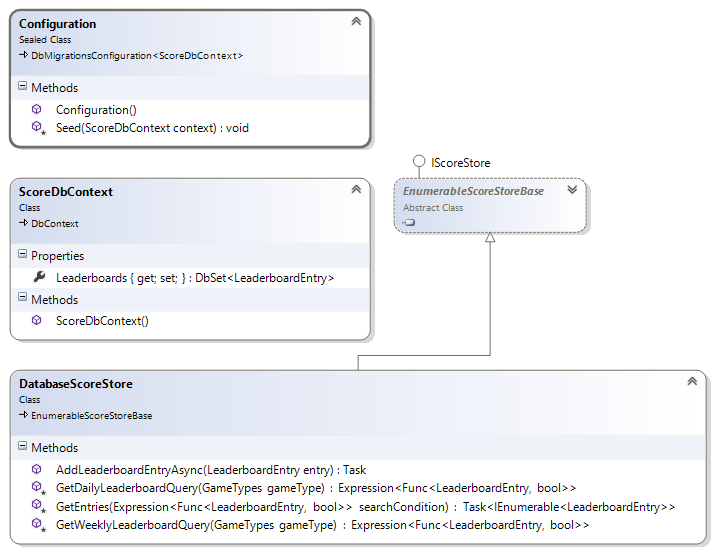 Configuration
Sealed Class
DbMigrationsConfiguration<ScoreDbContext>
Methods
Configuration()
Seed(ScoreDbContext context) : void
IScoreStore
EnumerableScoreStoreBase
Abstract Class
ScoreDbContext
Class
DbContext
Properties
Leaderboards { get; set; } : DbSet<LeaderboardEntry>
Methods
ScoreDbContext()
DatabaseScoreStore
Class
EnumerableScoreStoreBase
Methods
AddLeaderboardEntryAsync(LeaderboardEntry entry) : Task
GetDailyLeaderboardQuery(GameTypes gameType) : Expression<Func<LeaderboardEntry, bool>>
GetEntries(Expression<Func<LeaderboardEntry, bool>> searchCondition) : Task<IEnumerable<LeaderboardEntry>>
GetWeeklyLeaderboardQuery(GameTypes gameType) : Expression<Func<LeaderboardEntry, bool>>